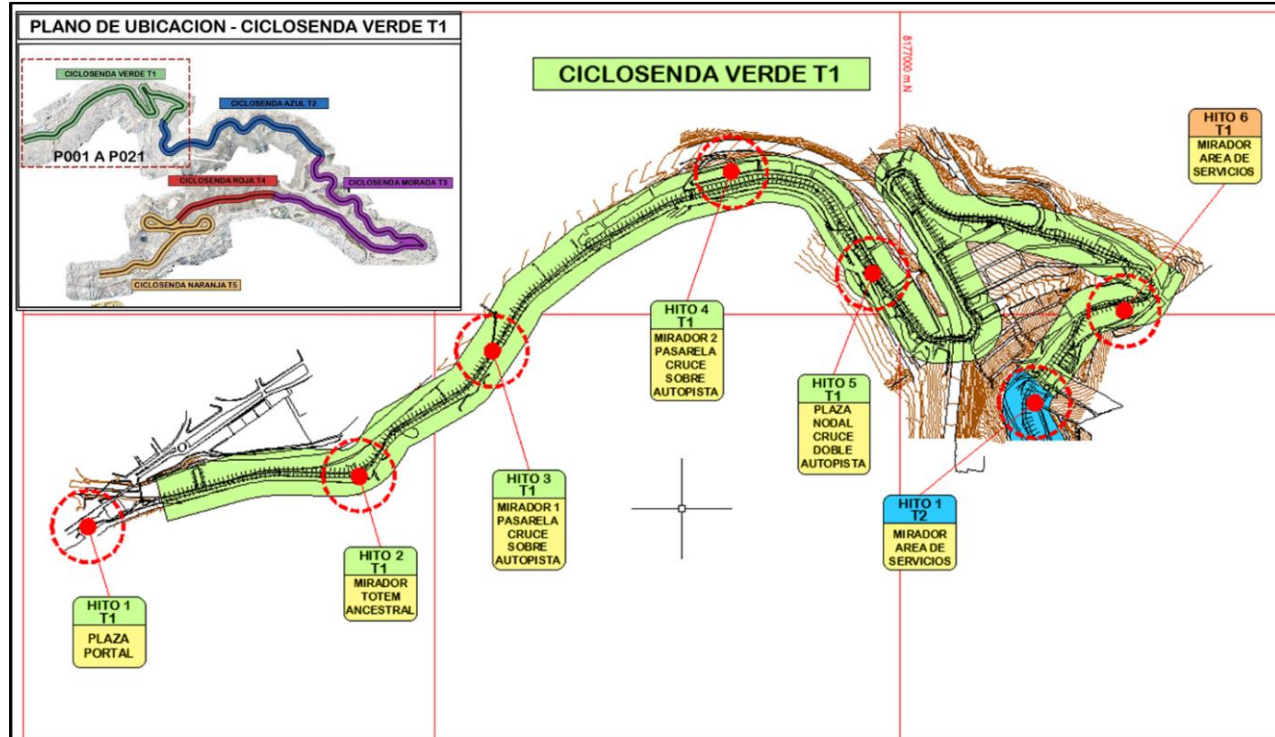 PLANO DE UBICACION - CICLOSENDA VERDE T1
CICLOSENDA VERDE T1
CICLOSENDA AZUL T2
P001 A P021
CICLOSENDA ROJA T4
CICLOSENDA MORADA T3
CICLOSENDA NARANJA T5
CICLOSENDA VERDE T1
8177000 m.N
HITO 6
T1
MIRADOR
AREA DE
SERVICIOS
HITO 4
T1
MIRADOR 2
PASARELA
CRUCE
SOBRE
AUTOPISTA
HITO 5
T1
PLAZA
NODAL
CRUCE
DOBLE
AUTOPISTA
HITO 3
T1
MIRADOR 1
PASARELA
CRUCE
SOBRE
AUTOPISTA
HITO 1
T2
MIRADOR
AREA DE
SERVICIOS
HITO 2
T1
MIRADOR
TOTEM
ANCESTRAL
HITO 1
T1
PLAZA
PORTAL